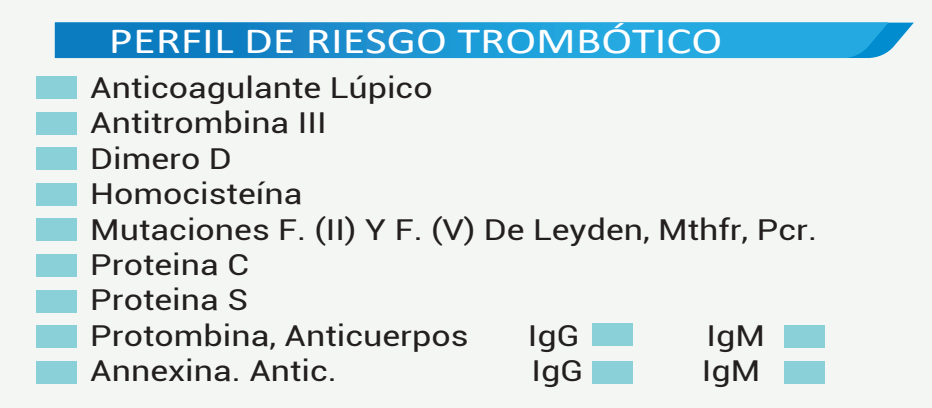 PERFIL DE RIESGO TROMBÓTICO
Anticoagulante Lúpico
Antitrombina III
Dimero D
Homocisteína
Mutaciones F. (II) Y F. (V) De Leyden, Mthfr, Pcr.
Proteina C
Proteina S
Protombina, Anticuerpos IgG IgM
Annexina. Antic. IgG IgM